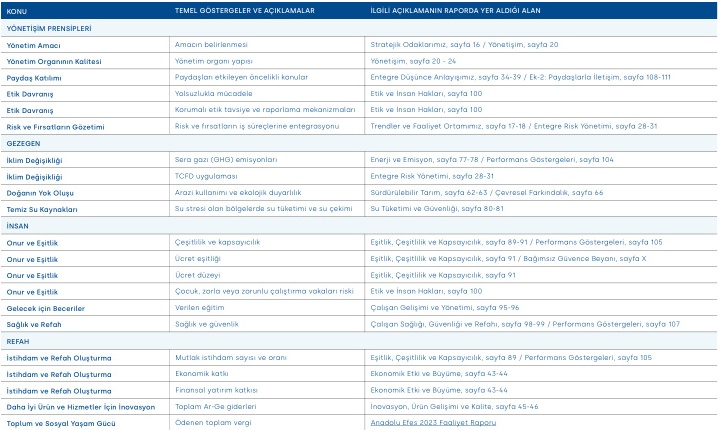 KONU TEMEL GÖSTERGELER VE AÇIKLAMALAR İLGİLİ AÇIKLAMANIN RAPORDA YER ALDIĞI ALAN
YÖNETİŞİM PRENSİPLERİ
Yönetim Amacı Amacın belirlenmesi Stratejik Odaklarımız, sayfa 16 / Yönetişim, sayfa 20
Yönetim Organının Kalitesi Yönetim organı yapısı Yönetişim, sayfa 20 - 24
Paydaş Katılımı Paydaşları etkileyen öncelikli konular Entegre Düşünce Anlayışımız, sayfa 34-39 / Ek-2: Paydaşlarla İletişim, sayfa 108-111
Etik Davranış Yolsuzlukla mücadele Etik ve İnsan Hakları, sayfa 100
Etik Davranış Korumalı etik tavsiye ve raporlama mekanizmaları Etik ve İnsan Hakları, sayfa 100
Risk ve Fırsatların Gözetimi Risk ve fırsatların iş süreçlerine entegrasyonu Trendler ve Faaliyet Ortamımız, sayfa 17-18 / Entegre Risk Yönetimi, sayfa 28-31
GEZEGEN
İklim Değişikliği Sera gazı (GHG) emisyonları Enerji ve Emisyon, sayfa 77-78 / Performans Göstergeleri, sayfa 104
İklim Değişikliği TCFD uygulaması Entegre Risk Yönetimi, sayfa 28-31
Doğanın Yok Oluşu Arazi kullanımı ve ekolojik duyarlılık Sürdürülebilir Tarım, sayfa 62-63 / Çevresel Farkındalık, sayfa 66
Temiz Su Kaynakları Su stresi olan bölgelerde su tüketimi ve su çekimi Su Tüketimi ve Güvenliği, sayfa 80-81
İNSAN
Onur ve Eşitlik Çeşitlilik ve kapsayıcılık Eşitlik, Çeşitlilik ve Kapsayıcılık, sayfa 89-91 / Performans Göstergeleri, sayfa 105
Onur ve Eşitlik Ücret eşitliği Eşitlik, Çeşitlilik ve Kapsayıcılık, sayfa 91 / Bağımsız Güvence Beyanı, sayfa X
Onur ve Eşitlik Ücret düzeyi Eşitlik, Çeşitlilik ve Kapsayıcılık, sayfa 91
Onur ve Eşitlik Çocuk, zorla veya zorunlu çalıştırma vakaları riski Etik ve İnsan Hakları, sayfa 100
Gelecek için Beceriler Verilen eğitim Çalışan Gelişimi ve Yönetimi, sayfa 95-96
Sağlık ve Refah Sağlık ve güvenlik Çalışan Sağlığı, Güvenliği ve Refahı, sayfa 98-99 / Performans Göstergeleri, sayfa 107
REFAH
İstihdam ve Refah Oluşturma Mutlak istihdam sayısı ve oranı Eşitlik, Çeşitlilik ve Kapsayıcılık, sayfa 89 / Performans Göstergeleri, sayfa 105
İstihdam ve Refah Oluşturma Ekonomik katkı Ekonomik Etki ve Büyüme, sayfa 43-44
İstihdam ve Refah Oluşturma Finansal yatırım katkısı Ekonomik Etki ve Büyüme, sayfa 43-44
Daha İyi Ürün ve Hizmetler İçin İnovasyon Toplam Ar-Ge giderleri İnovasyon, Ürün Gelişimi ve Kalite, sayfa 45-46
Toplum ve Sosyal Yaşam Gücü Ödenen toplam vergi Anadolu Efes 2023 Faaliyet Raporu